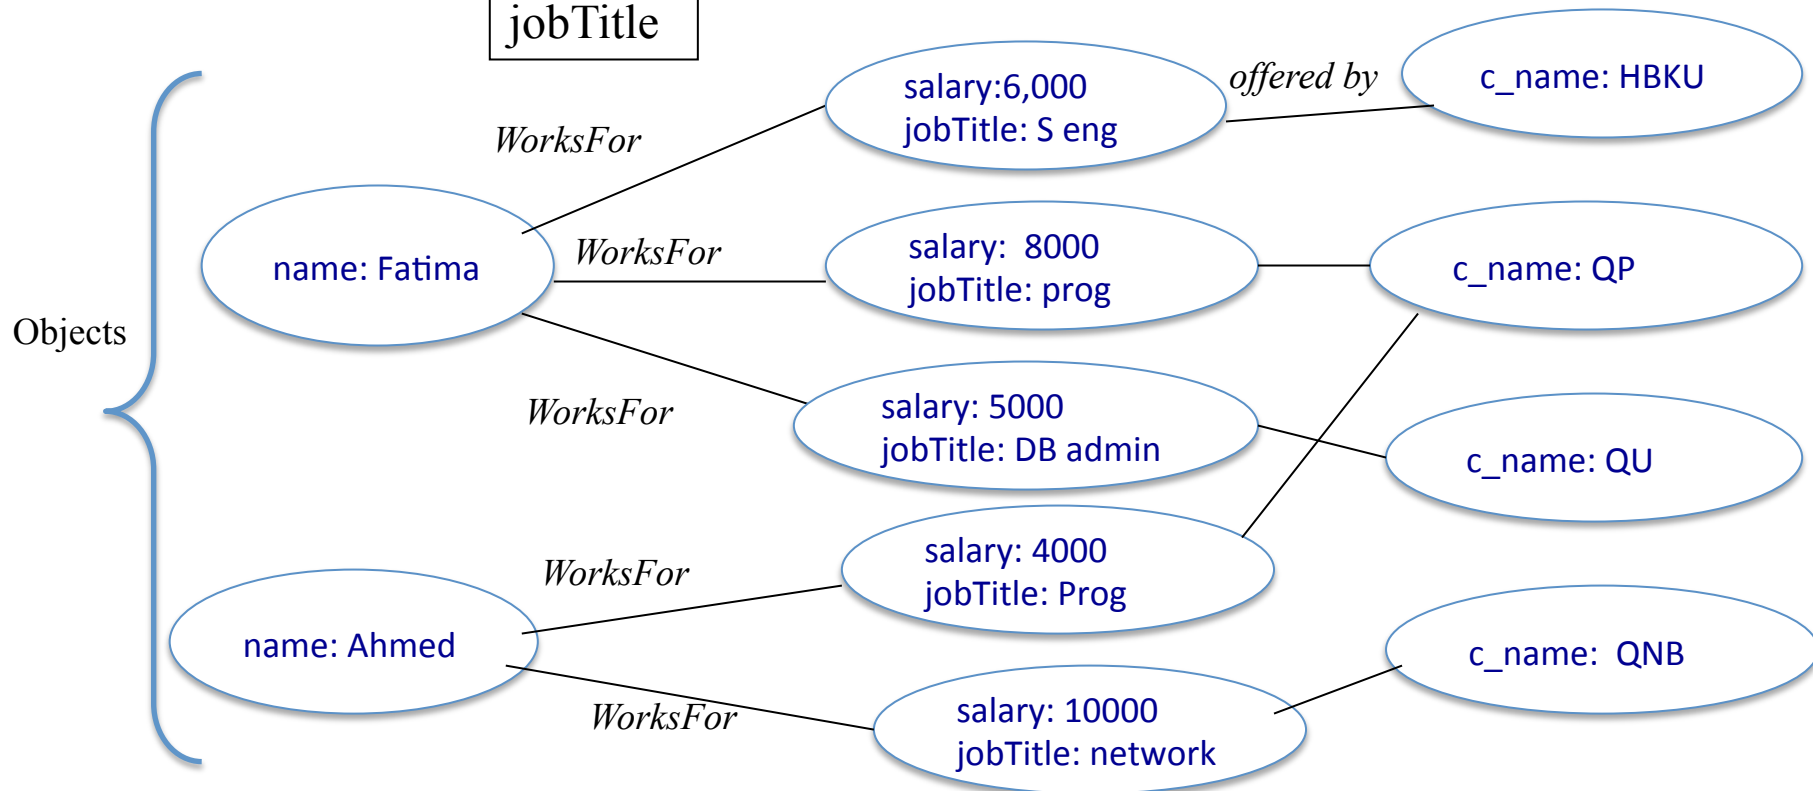 jobTitle
salary:6,000
jobTitle: S eng
offered by
c_name: HBKU
WorksFor
name: Fatima
WorksFor
salary:  8000
jobTitle: prog
c_name: QP
Objects
WorksFor
salary: 5000
jobTitle: DB admin
c_name: QU
name: Ahmed
WorksFor
salary: 4000
jobTitle: Prog
WorksFor
salary: 10000
jobTitle: network
c_name:  QNB